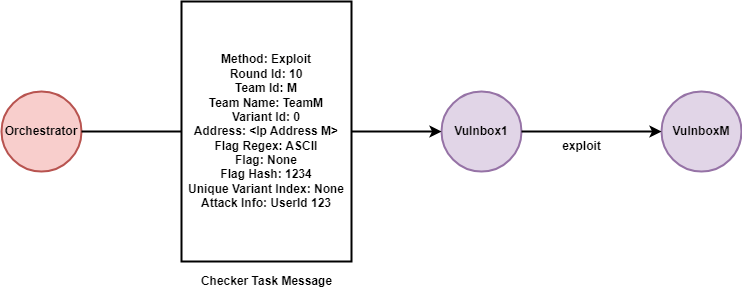 Orchestrator
Method: Exploit
Round Id: 10
Team Id: M
Team Name: TeamM
Variant Id: 0
Address: <Ip Address M>
Flag Regex: ASCII
Flag: None
Flag Hash: 1234
Unique Variant Index: None
Attack Info: UserId 123
Checker Task Message
Vulnbox1
exploit
VulnboxM